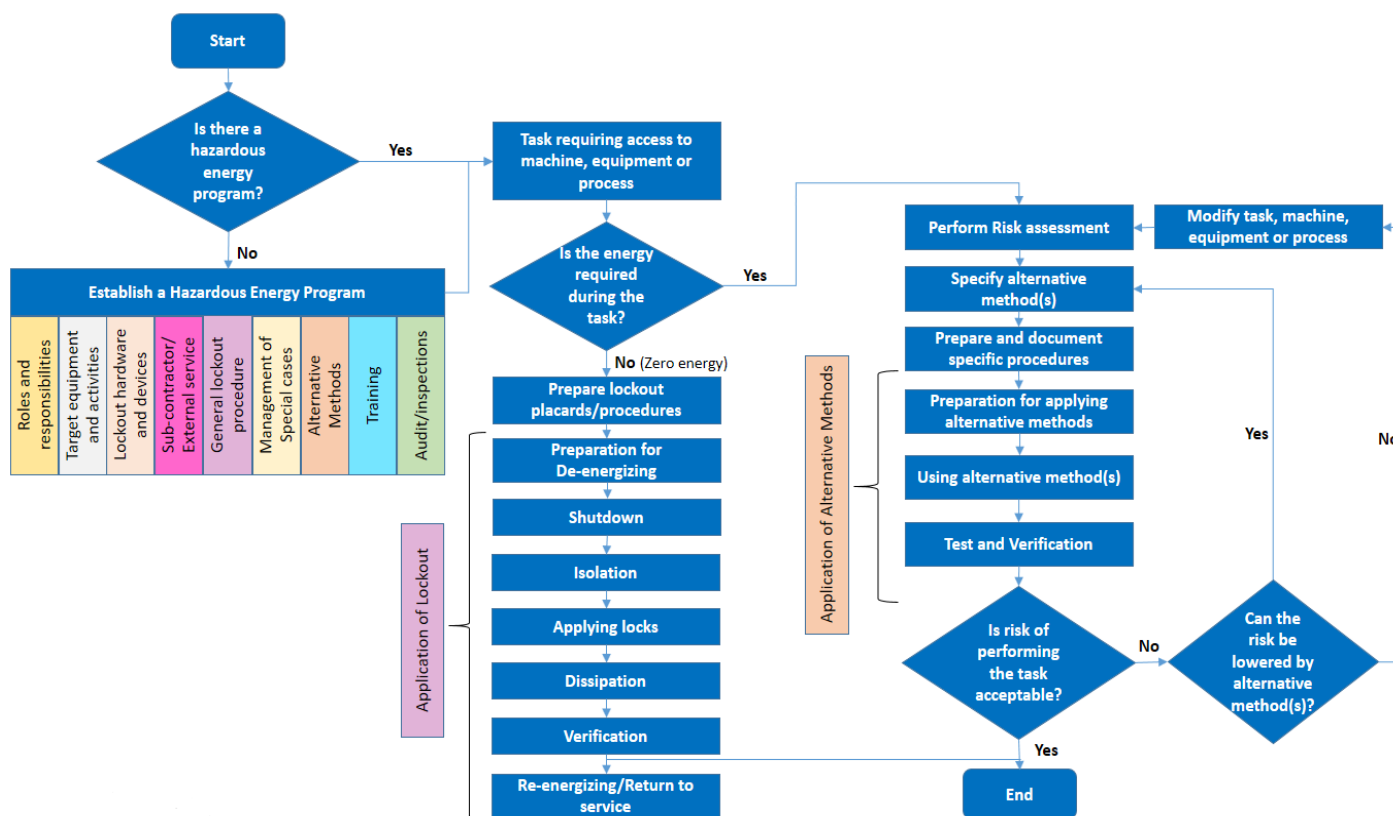 Start
Is there a
hazardous
energy
program?
Yes
No
Establish a Hazardous Energy Program
Roles and
responsibilities
Target equipment
and activities
Lockout hardware
and devices
Sub-contractor/
External service
General lockout
procedure
Management of
Special cases
Alternative
Methods
Training
Audit/inspections
Task requiring access to
machine, equipment or
process
Is the energy
required
during the
task?
Yes
No (Zero energy)
Prepare lockout
placards/procedures
Application of Lockout
Preparation for
De-energizing
Shutdown
Isolation
Applying locks
Dissipation
Verification
Re-energizing/Return to
service
Perform Risk assessment
Modify task, machine,
equipment or process
Specify alternative
method(s)
Prepare and document
specific procedures
Application of Alternative Methods
Preparation for applying
alternative methods
Using alternative method(s)
Test and Verification
Is risk of
performing
the task
acceptable?
No
Can the
risk be
lowered by
alternative
method(s)?
Yes
No
Yes
End